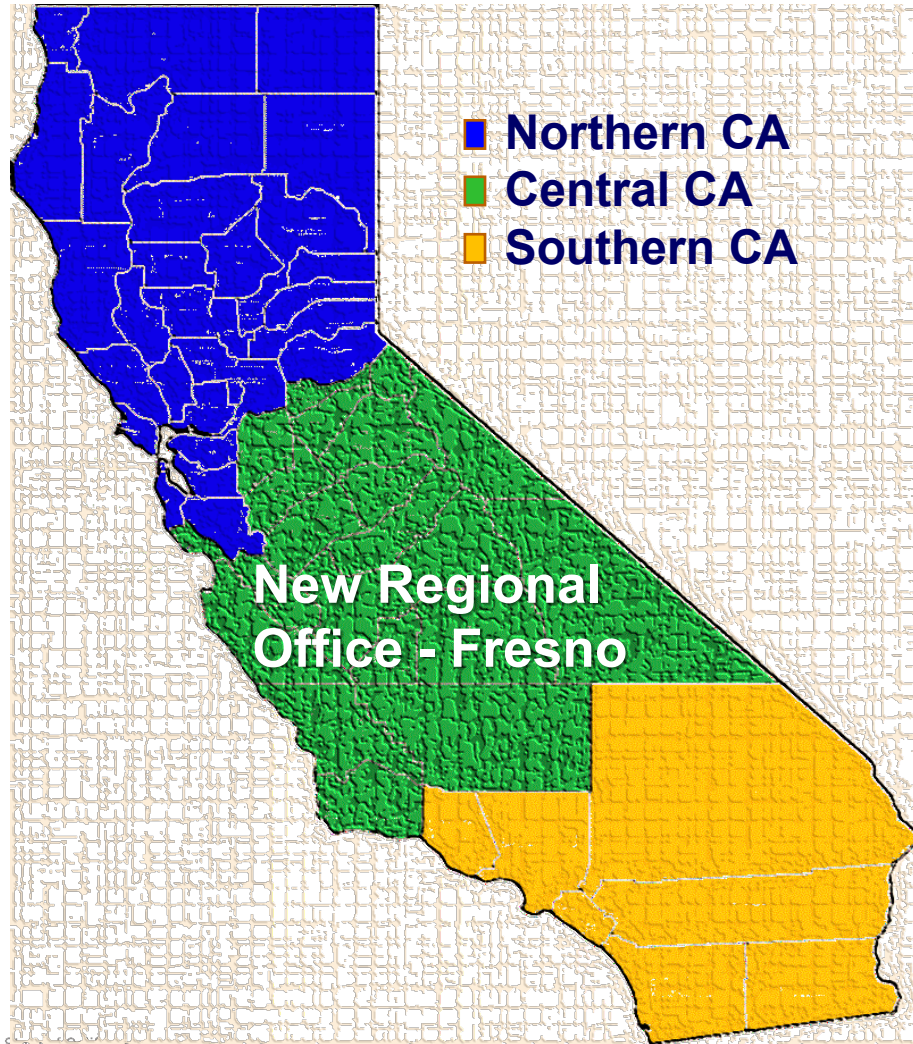 Northern CA
Central CA
Southern CA
New Regional
Office - Fresno